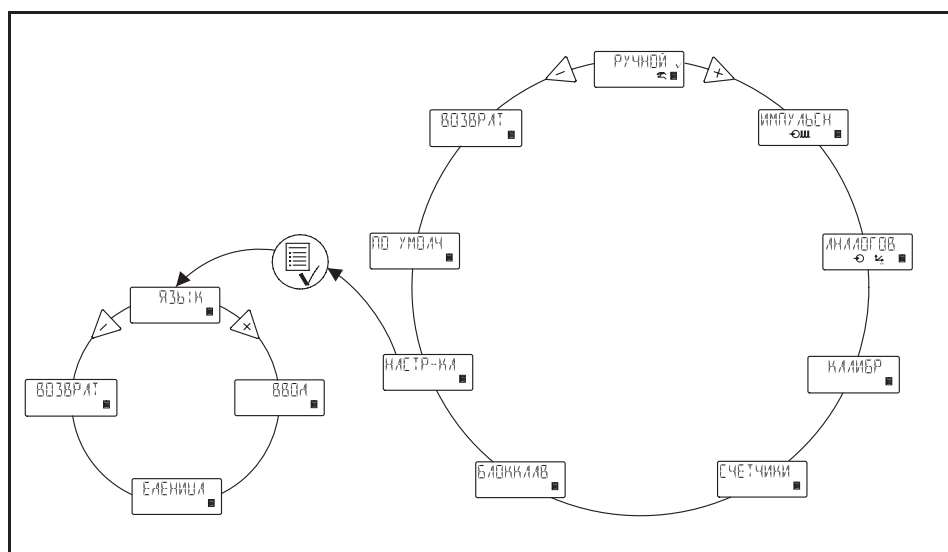 РУЧНОЙ
ВОЗВРАТ
ИМПУЛЬСН
ПО УМОЛЧ
АНАЛОГОВ
ЯЗЫК
НАСТР-КА
КАЛИБР
ВОЗВРАТ
ВВОД
БЛОККЛАВ
СЧЕТЧИКИ
ЕДЕНИЦА